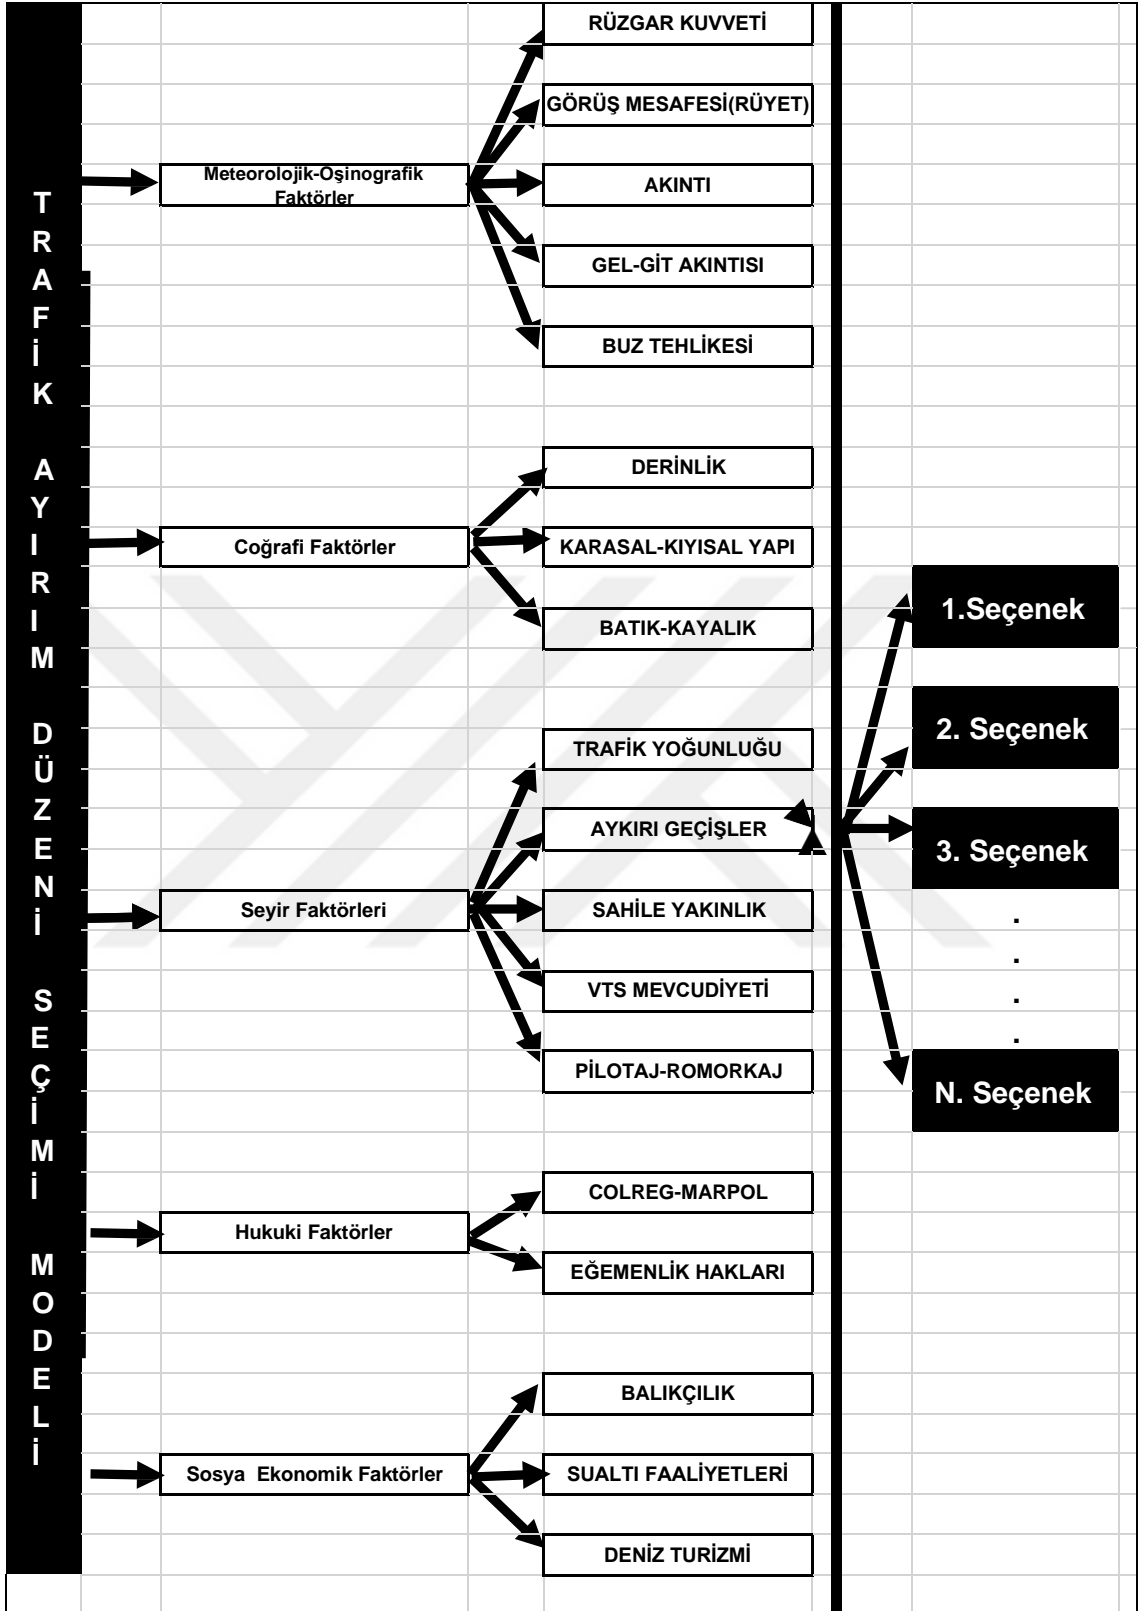 TRAFİK AYIRIM DÜZENİ SEÇİMİ MODELİ
Meteorolojik-Oşinografik
Faktörler
RÜZGAR KUVVETİ
GÖRÜŞ MESAFESİ(RÜYET)
AKINTI
GEL-GİT AKINTISI
BUZ TEHLİKESİ
Coğrafi Faktörler
DERİNLİK
KARASAL-KIYISAL YAPI
BATIK-KAYALIK
Seyir Faktörleri
TRAFİK YOĞUNLUĞU
AYKIRI GEÇİŞLER
SAHİLE YAKINLIK
VTS MEVCUDİYETİ
PİLOTAJ-ROMORKAJ
Hukuki Faktörler
COLREG-MARPOL
EĞEMENLİK HAKLARI
Sosya Ekonomik Faktörler
BALIKÇILIK
SUALTI FAALİYETLERİ
DENİZ TURİZMİ
1.Seçenek
2. Seçenek
3. Seçenek
.
.
.
.
N. Seçenek